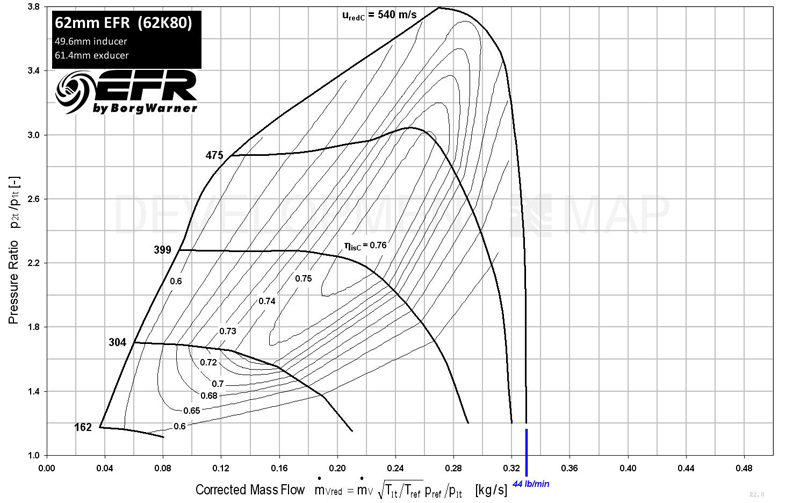 3.8
62mm EFR (62K80)
49.6mm inducer
61.4mm exducer
u redC = 540 m/s
EFR
by BorgWarner
3.4
3.0
475
2.6
DEVELOPMENT MAP
399
ηisC = 0.76
2.2
0.6
0.75
0.74
Pressure Ratio p2t /p1t [-]
1.8
0.73
304
0.72
0.7
1.4
0.68
0.65
162
0.6
1.0
0.00 0.04 0.08 0.12 0.16 0.20 0.24 0.28 0.32 0.36 0.40 0.44 0.48
44 lb/min
Corrected Mass Flow ṁVred = ṁV √T1t/Tref pref/p1t [kg/s]